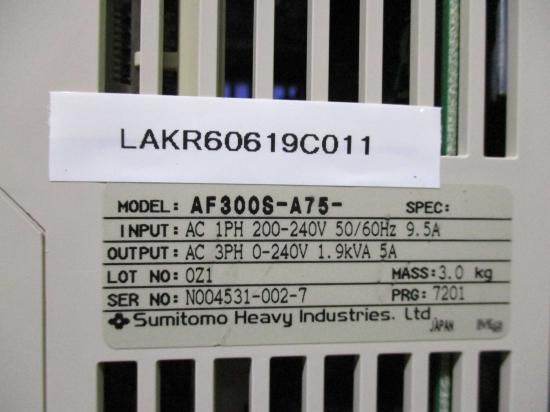 LAKR60619C011
MODEL: AF300S-A75- SPEC:
INPUT: AC 1PH 200-240V 50/60Hz 9.5A
OUTPUT: AC 3PH 0-240V 1.9kVA 5A
LOT NO: 0Z1 MASS: 3.0 kg
SER NO: N004531-002-7 PRG: 7201
Sumitomo Heavy Industries. Ltd
JAPAN